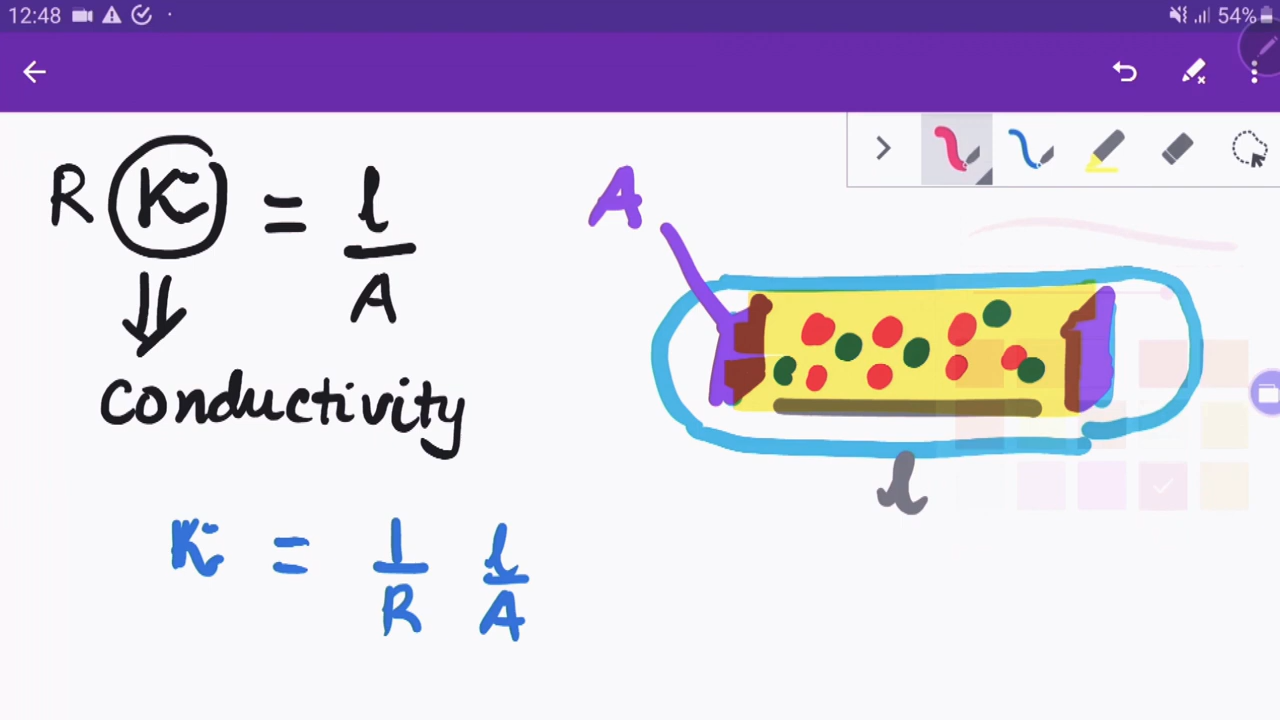 12:48 54%
R K = l/A
A
conductivity
l
K = 1/R l/A